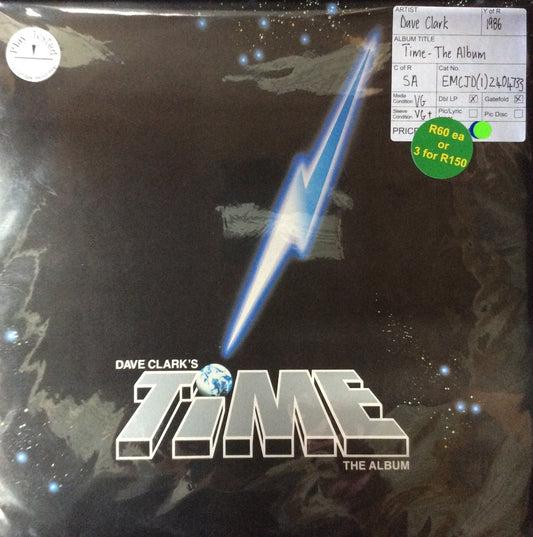 Play Tested
ARTIST
Y of R
Dave Clark
1986
ALBUM TITLE
Time - The Album
C of R
Cat No.
SA
EMCJD(1)2404733
Media Condition
VG
Dbl LP
X
Gatefold
X
Sleeve Condition
VG+
Pic/Lyric
Pic Disc
PRICE
R60 ea
or
3 for R150
DAVE CLARK'S
TiME
THE ALBUM